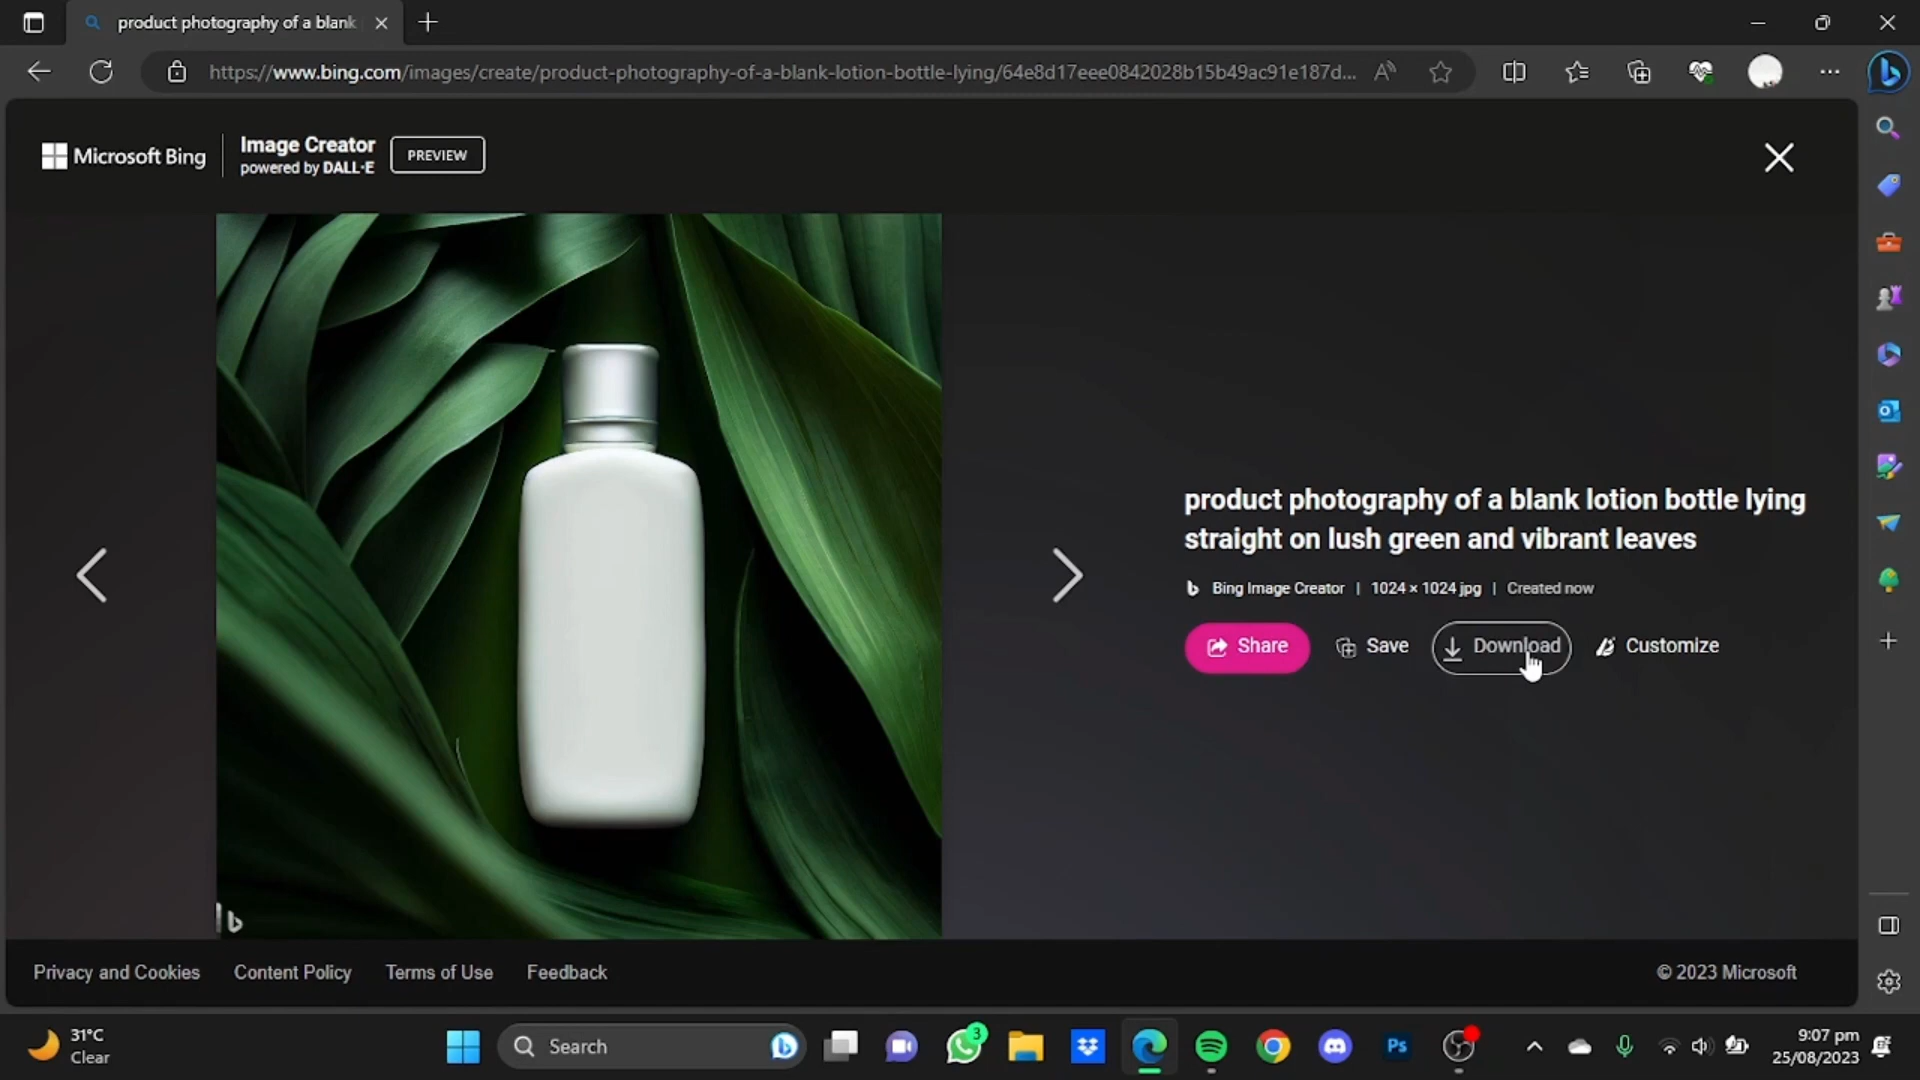 product photography of a blank
https://www.bing.com/images/create/product-photography-of-a-blank-lotion-bottle-lying/64e8d17eee0842028b15b49ac91e187d...
Microsoft Bing
Image Creator
powered by DALL·E
PREVIEW
product photography of a blank lotion bottle lying
straight on lush green and vibrant leaves
Bing Image Creator | 1024 × 1024 jpg | Created now
Share
Save
Download
Customize
Privacy and Cookies
Content Policy
Terms of Use
Feedback
© 2023 Microsoft
31°C
Clear
Search
3
Ps
9:07 pm
25/08/2023